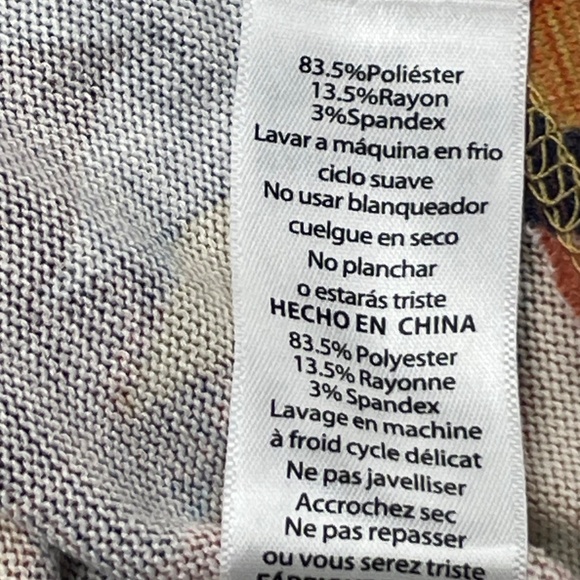 83.5%Poliéster
13.5%Rayon
3%Spandex
Lavar a máquina en frio
ciclo suave
No usar blanqueador
cuelgue en seco
No planchar
o estarás triste
HECHO EN CHINA
83.5% Polyester
13.5% Rayonne
3% Spandex
Lavage en machine
à froid cycle délicat
Ne pas javelliser
Accrochez sec
Ne pas repasser
ou vous serez triste